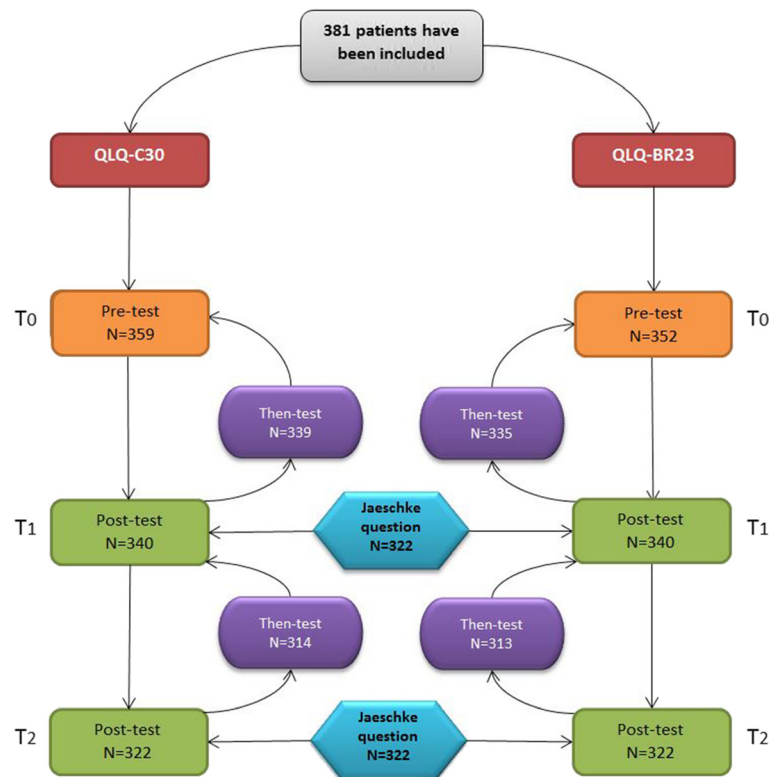 381 patients have
been included
QLQ-C30
QLQ-BR23
T0
Pre-test
N=359
Pre-test
N=352
T0
Then-test
N=339
Then-test
N=335
T1
Post-test
N=340
Jaeschke
question
N=322
Post-test
N=340
T1
Then-test
N=314
Then-test
N=313
T2
Post-test
N=322
Jaeschke
question
N=322
Post-test
N=322
T2